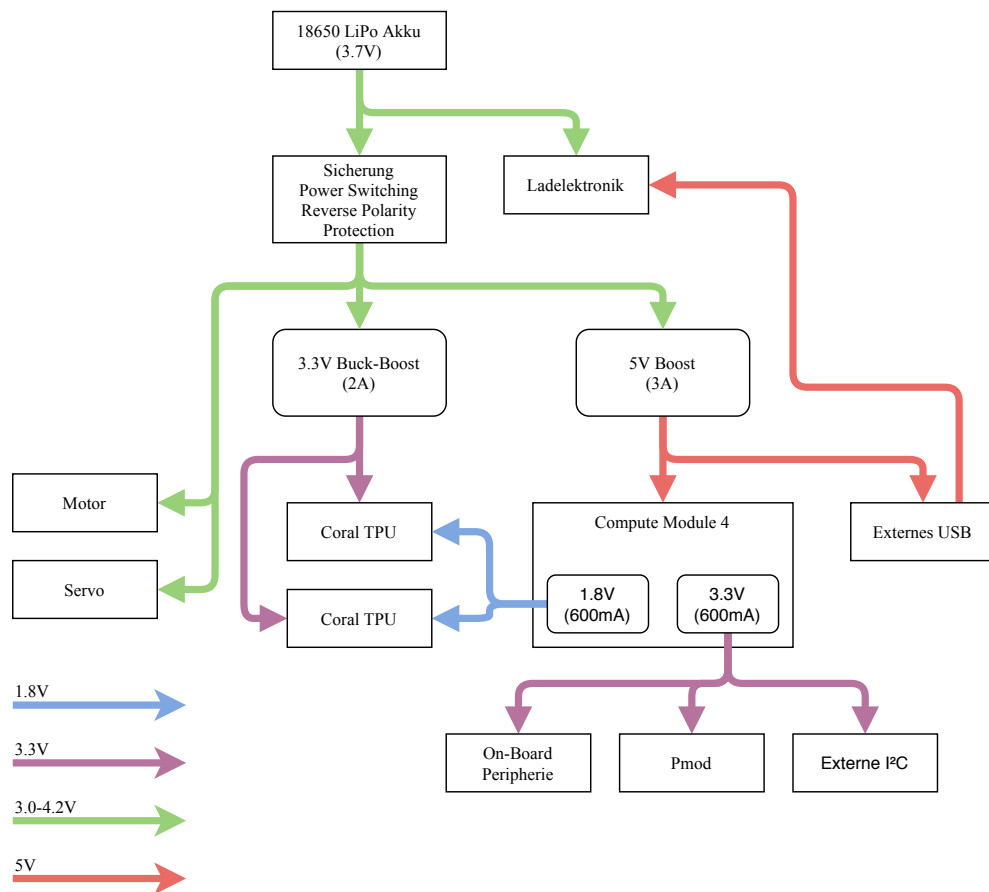 18650 LiPo Akku
(3.7V)
Sicherung
Power Switching
Reverse Polarity
Protection
Ladelektronik
3.3V Buck-Boost
(2A)
5V Boost
(3A)
Motor
Coral TPU
Compute Module 4
Externes USB
Servo
Coral TPU
1.8V
(600mA)
3.3V
(600mA)
1.8V
3.3V
3.0-4.2V
5V
On-Board
Peripherie
Pmod
Externe I²C